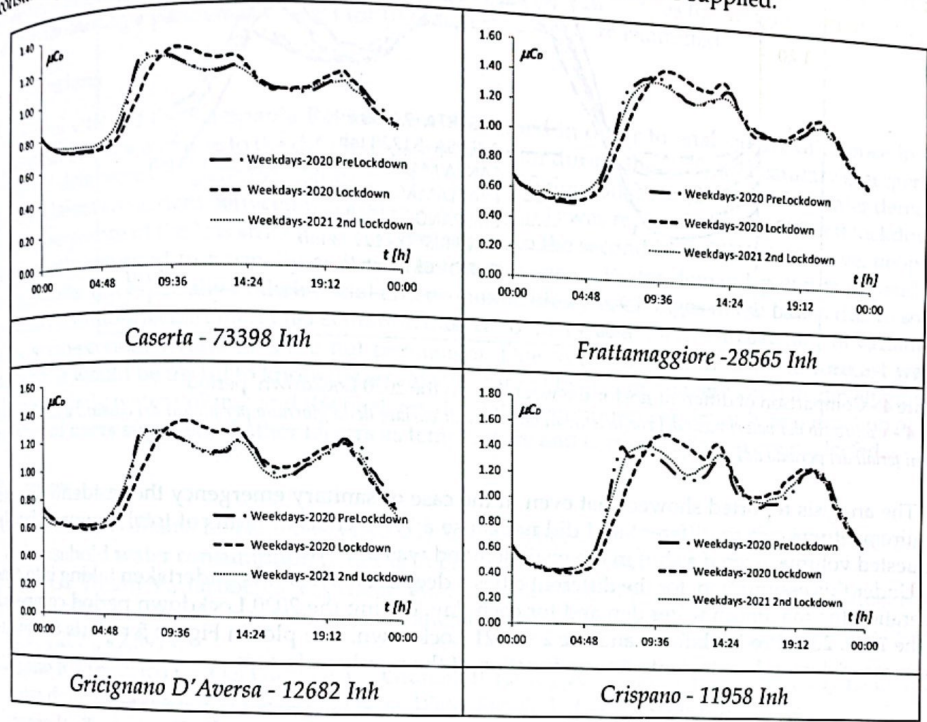 supplied.
1.40
μCD
1.20
1.00
0.80
0.60
0.40
0.20
0.00
Weekdays-2020 PreLockdown
Weekdays-2020 Lockdown
Weekdays-2021 2nd Lockdown
t [h]
00:00 04:48 09:36 14:24 19:12 00:00
Caserta - 73398 Inh
1.60
μCD
1.40
1.20
1.00
0.80
0.60
0.40
0.20
0.00
Weekdays-2020 PreLockdown
Weekdays-2020 Lockdown
Weekdays-2021 2nd Lockdown
t [h]
00:00 04:48 09:36 14:24 19:12 00:00
Frattamaggiore -28565 Inh
1.60
μCD
1.40
1.20
1.00
0.80
0.60
0.40
0.20
0.00
Weekdays-2020 preLockdown
Weekdays-2020 Lockdown
Weekdays-2021 2nd Lockdown
t [h]
00:00 04:48 09:36 14:24 19:12 00:00
Gricignano D'Aversa - 12682 Inh
1.80
μCD
1.60
1.40
1.20
1.00
0.80
0.60
0.40
0.20
0.00
Weekdays-2020 PreLockdown
Weekdays-2020 Lockdown
Weekdays-2021 2nd Lockdown
t [h]
00:00 04:48 09:36 14:24 19:12 00:00
Crispano - 11958 Inh